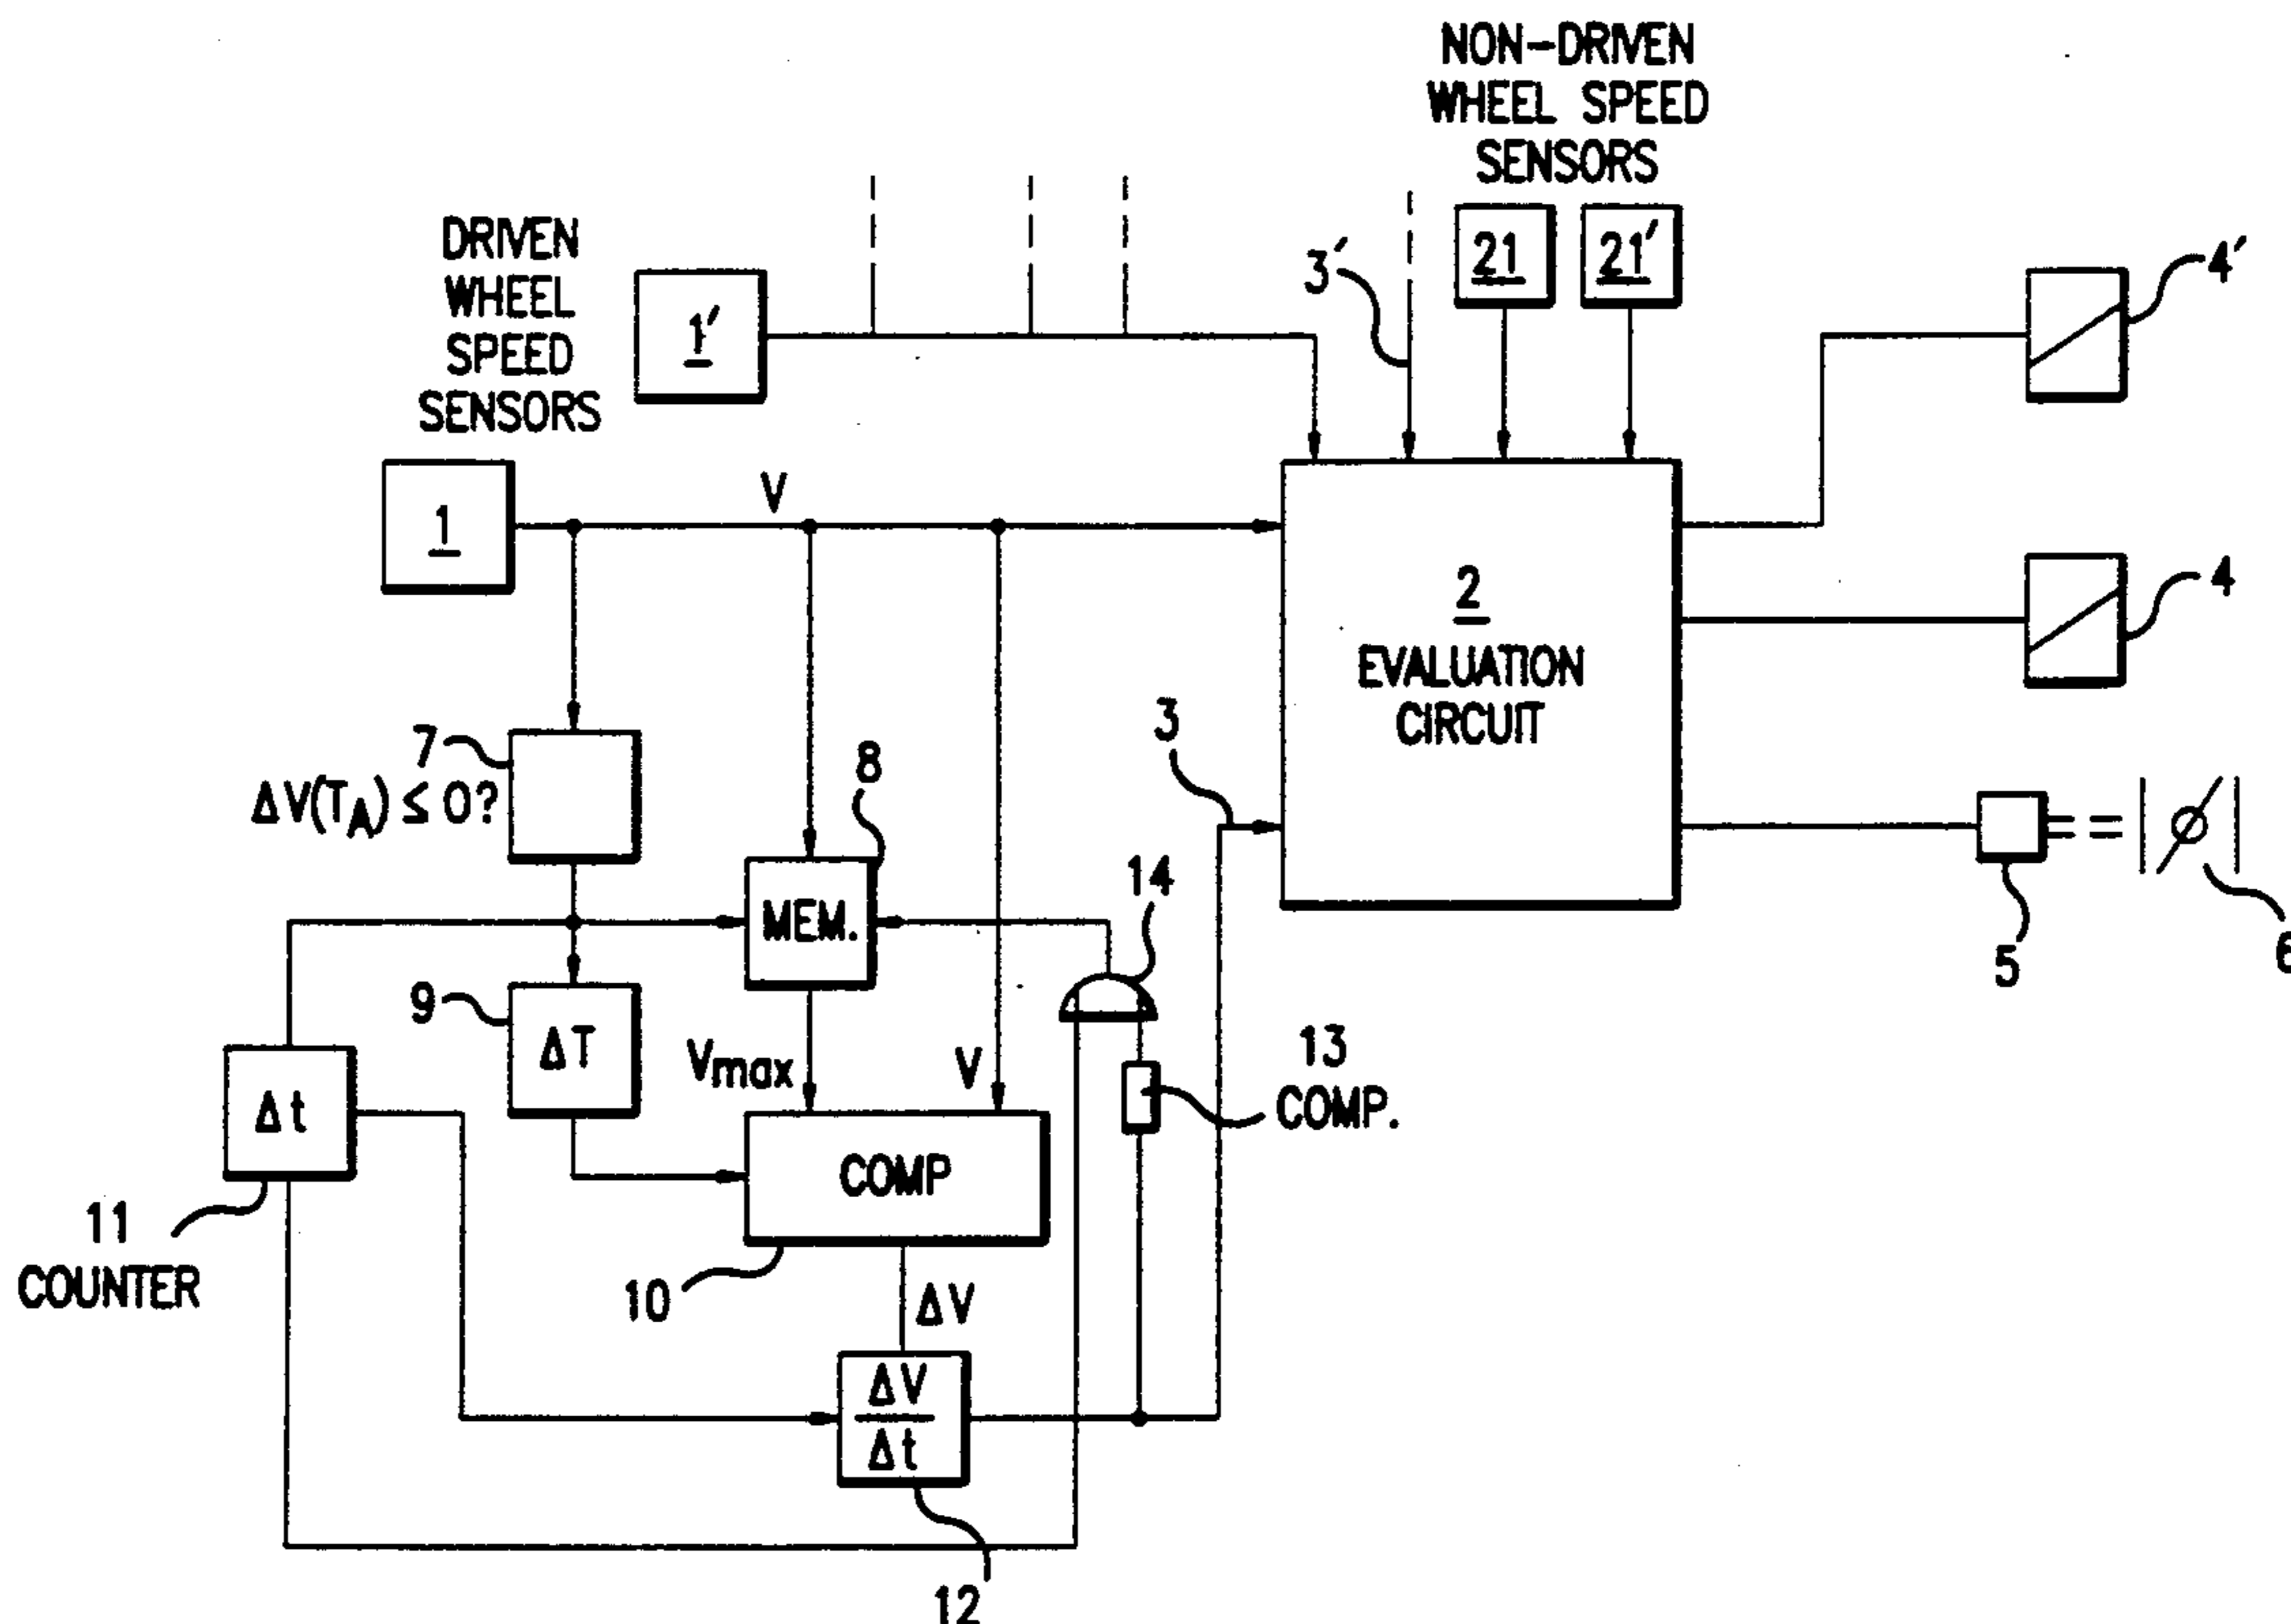 NON-DRIVEN
WHEEL SPEED
SENSORS
DRIVEN
WHEEL
SPEED
SENSORS
1'
3'
21
21'
4'
1
V
2
EVALUATION
CIRCUIT
4
3
7
ΔV(TA) ≤ 0?
8
MEM.
14
5
6
9
ΔT
Vmax
V
13
COMP.
Δt
COMP
11
COUNTER
10
ΔV
ΔV
Δt
12